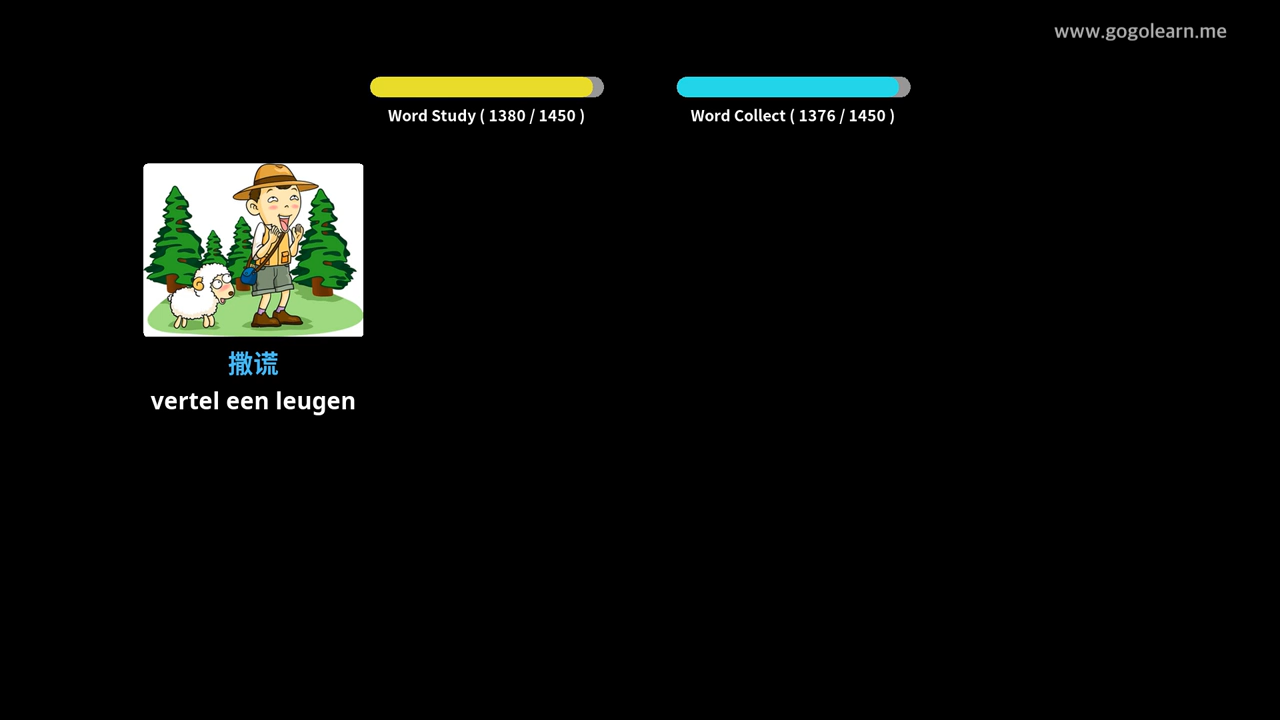 www.gogolearn.me
Word Study ( 1380 / 1450 )
Word Collect ( 1376 / 1450 )
撒谎
vertel een leugen